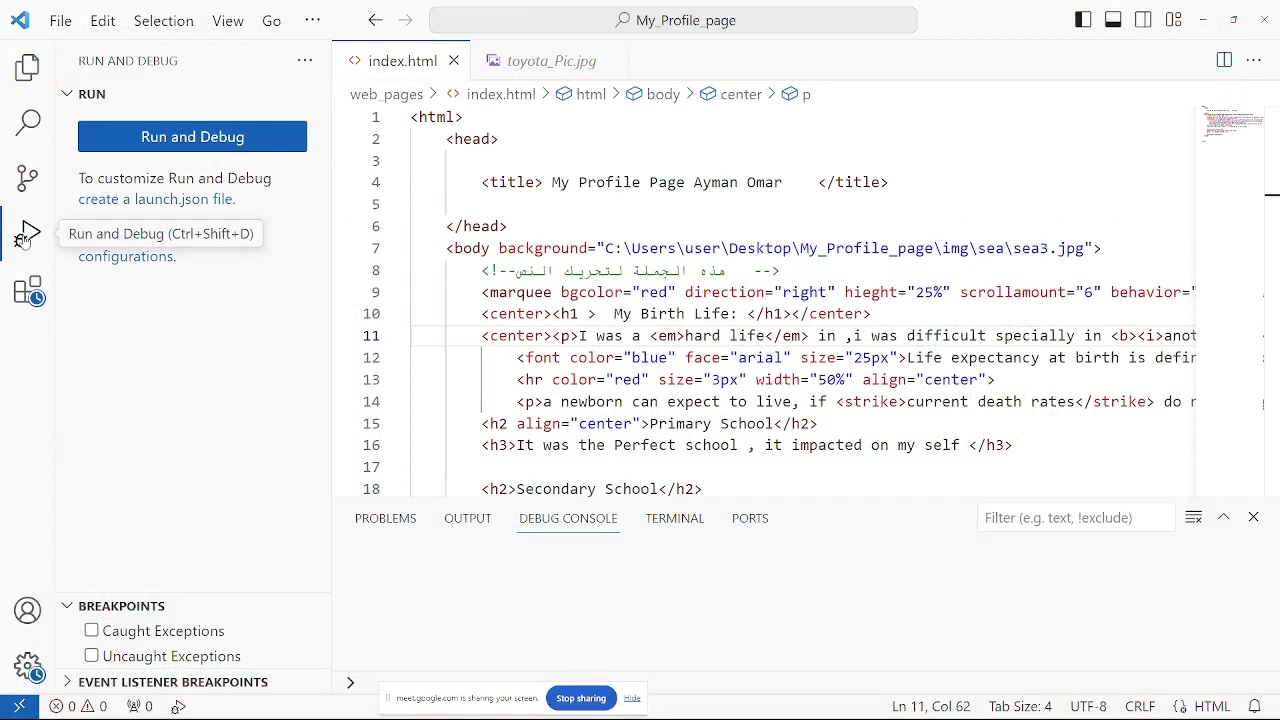 File Edit Selection View Go ···
My_Profile_page
RUN AND DEBUG ···
RUN
Run and Debug
To customize Run and Debug
create a launch.json file.
Run and Debug (Ctrl+Shift+D)
configurations.
BREAKPOINTS
Caught Exceptions
Uncaught Exceptions
EVENT LISTENER BREAKPOINTS
index.html
toyota_Pic.jpg
web_pages > index.html > html > body > center > p
1 <html>
2 <head>
3
4 <title> My Profile Page Ayman Omar </title>
5
6 </head>
7 <body background="C:\Users\user\Desktop\My_Profile_page\img\sea\sea3.jpg">
8 <!--هذه الجملة لتحريك النص -->
9 <marquee bgcolor="red" direction="right" hieght="25%" scrollamount="6" behavior="
10 <center><h1 > My Birth Life: </h1></center>
11 <center><p>I was a <em>hard life</em> in ,i was difficult specially in <b><i>anot
12 <font color="blue" face="arial" size="25px">Life expectancy at birth is defin
13 <hr color="red" size="3px" width="50%" align="center">
14 <p>a newborn can expect to live, if <strike>current death rates</strike> do n
15 <h2 align="center">Primary School</h2>
16 <h3>It was the Perfect school , it impacted on my self </h3>
17
18 <h2>Secondary School</h2>
PROBLEMS OUTPUT DEBUG CONSOLE TERMINAL PORTS
Filter (e.g. text, !exclude)
meet.google.com is sharing your screen. Stop sharing Hide
0 0 0
Ln 11, Col 62 Tab Size: 4 UTF-8 CRLF HTML